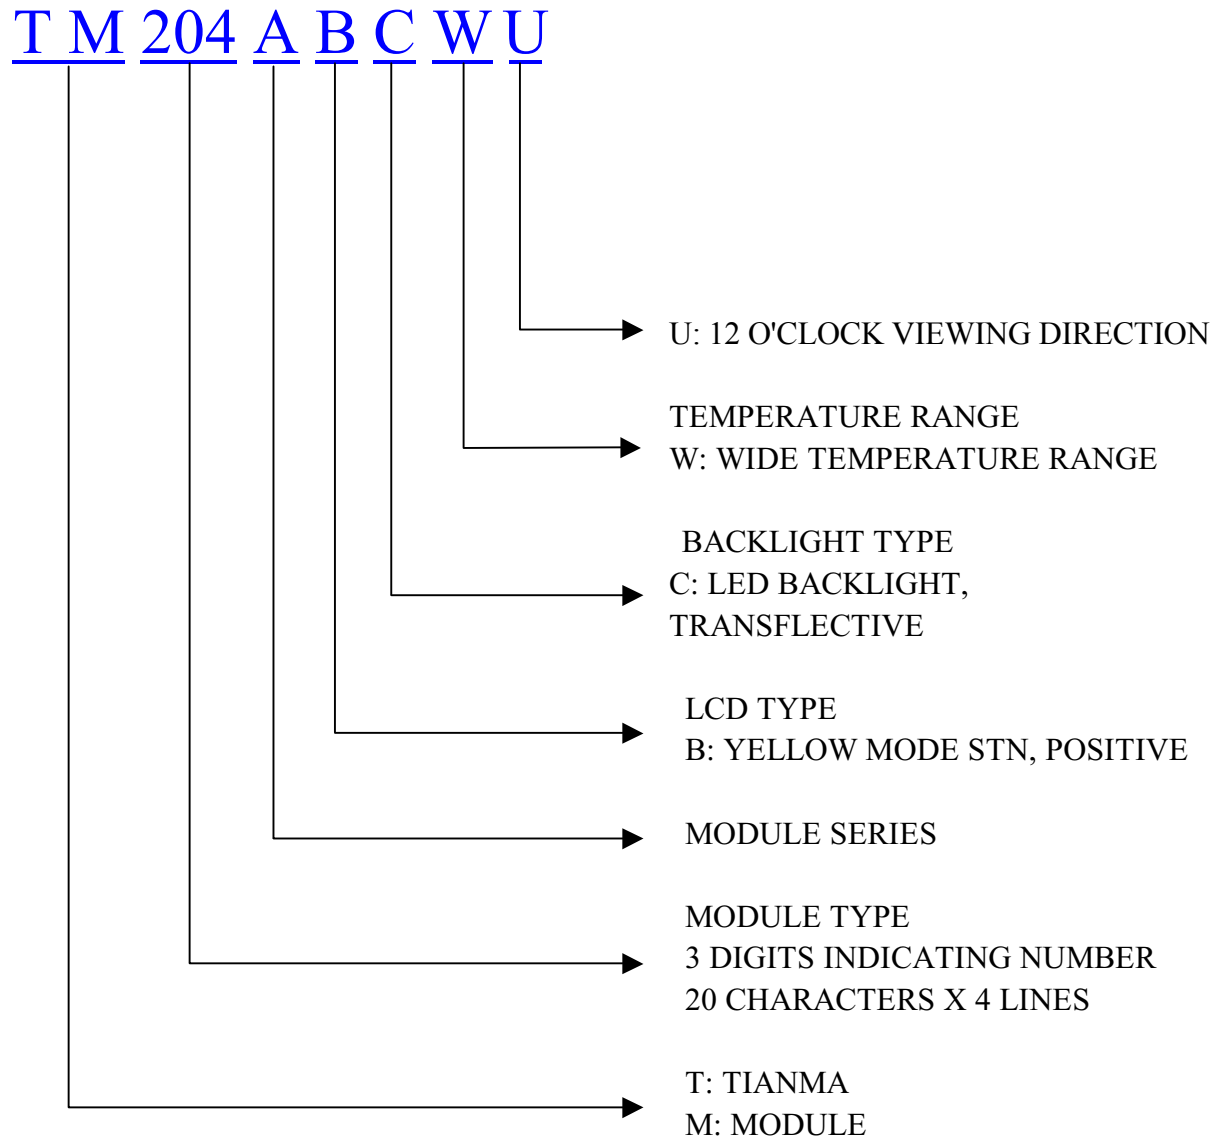 T M 204 A B C W U
U: 12 O'CLOCK VIEWING DIRECTION
TEMPERATURE RANGE
W: WIDE TEMPERATURE RANGE
BACKLIGHT TYPE
C: LED BACKLIGHT,
TRANSFLECTIVE
LCD TYPE
B: YELLOW MODE STN, POSITIVE
MODULE SERIES
MODULE TYPE
3 DIGITS INDICATING NUMBER
20 CHARACTERS X 4 LINES
T: TIANMA
M: MODULE